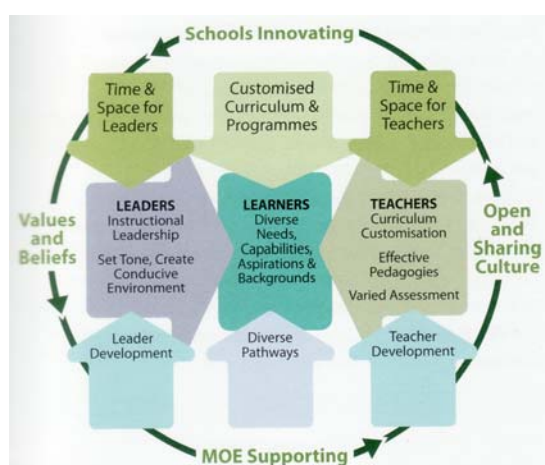 Schools Innovating
Time &
Space for
Leaders
Customised
Curriculum &
Programmes
Time &
Space for
Teachers
Values
and
Beliefs
LEADERS
Instructional
Leadership
Set Tone, Create
Conducive
Environment
LEARNERS
Diverse
Needs,
Capabilities,
Aspirations &
Backgrounds
TEACHERS
Curriculum
Customisation
Effective
Pedagogies
Varied Assessment
Open
and
Sharing
Culture
Leader
Development
Diverse
Pathways
Teacher
Development
MOE Supporting